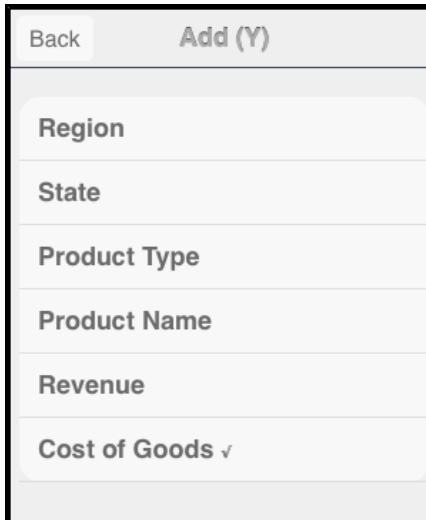 Back Add (Y)
Region
State
Product Type
Product Name
Revenue
Cost of Goods √